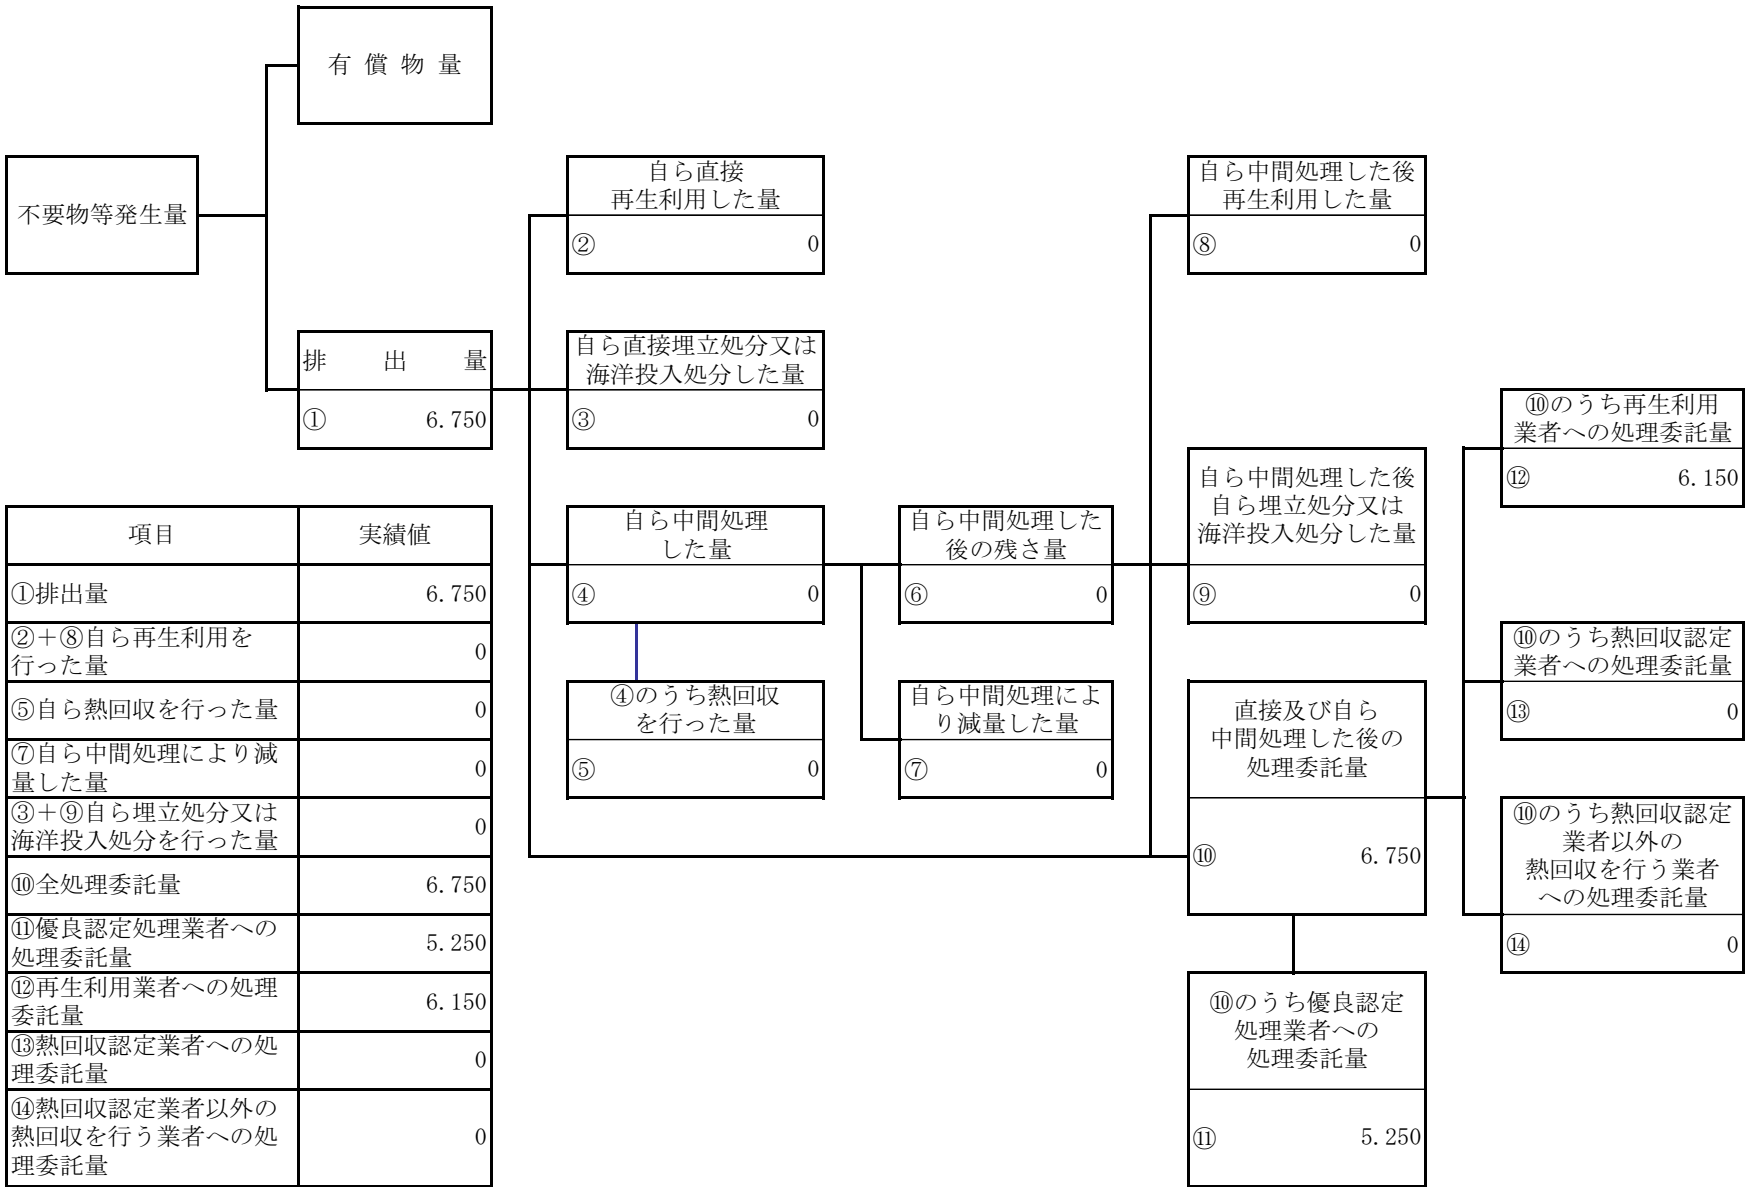 有 償 物 量
不要物等発生量
自ら直接
再生利用した量
② 0
自ら中間処理した後
再生利用した量
⑧ 0
排 出 量
① 6.750
自ら直接埋立処分又は
海洋投入処分した量
③ 0
⑩のうち再生利用
業者への処理委託量
⑫ 6.150
自ら中間処理した後
自ら埋立処分又は
海洋投入処分した量
⑨ 0
自ら中間処理
した量
④ 0
自ら中間処理した
後の残さ量
⑥ 0
⑩のうち熱回収認定
業者への処理委託量
⑬ 0
④のうち熱回収
を行った量
⑤ 0
自ら中間処理によ
り減量した量
⑦ 0
直接及び自ら
中間処理した後の
処理委託量
⑩ 6.750
⑩のうち熱回収認定
業者以外の
熱回収を行う業者
への処理委託量
⑭ 0
⑩のうち優良認定
処理業者への
処理委託量
⑪ 5.250
項目 実績値
①排出量 6.750
②+⑧自ら再生利用を
行った量 0
⑤自ら熱回収を行った量 0
⑦自ら中間処理により減
量した量 0
③+⑨自ら埋立処分又は
海洋投入処分を行った量 0
⑩全処理委託量 6.750
⑪優良認定処理業者への
処理委託量 5.250
⑫再生利用業者への処理
委託量 6.150
⑬熱回収認定業者への処
理委託量 0
⑭熱回収認定業者以外の
熱回収を行う業者への処
理委託量 0